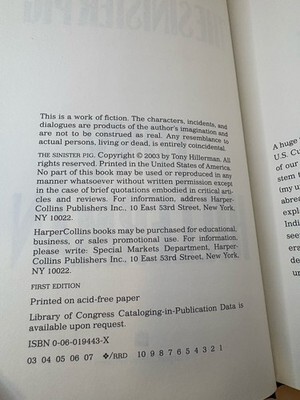 This is a work of fiction. The characters, incidents, and
dialogues are products of the author's imagination and
are not to be construed as real. Any resemblance to
actual persons, living or dead, is entirely coincidental.
THE SINISTER PIG. Copyright © 2003 by Tony Hillerman. All
rights reserved. Printed in the United States of America.
No part of this book may be used or reproduced in any
manner whatsoever without written permission except
in the case of brief quotations embodied in critical arti-
cles and reviews. For information, address Harper-
Collins Publishers Inc., 10 East 53rd Street, New York,
NY 10022.
HarperCollins books may be purchased for educational,
business, or sales promotional use. For information,
please write: Special Markets Department, Harper-
Collins Publishers Inc., 10 East 53rd Street, New York,
NY 10022.
FIRST EDITION
Printed on acid-free paper
Library of Congress Cataloging-in-Publication Data is
available upon request.
ISBN 0-06-019443-X
03 04 05 06 07 ❖/RRD 10 9 8 7 6 5 4 3 2 1
A huge
U.S. Cu
of our
stem t
(my u
abrea
expl
Indi
see
era
de
u